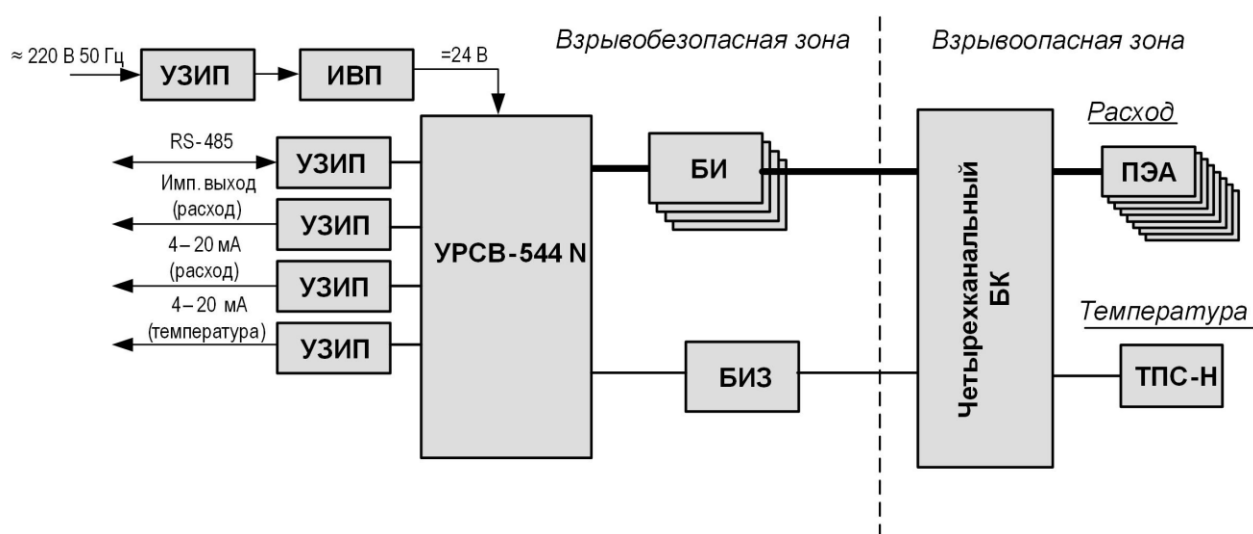 Взрывобезопасная зона
Взрывоопасная зона
≈ 220 В 50 Гц
УЗИП
ИВП
=24 В
RS-485
УЗИП
Имп. выход
(расход)
УЗИП
4–20 мА
(расход)
УЗИП
4–20 мА
(температура)
УЗИП
УРСВ-544 N
БИ
БИЗ
Четырехканальный
БК
Расход
ПЭА
Температура
ТПС-Н